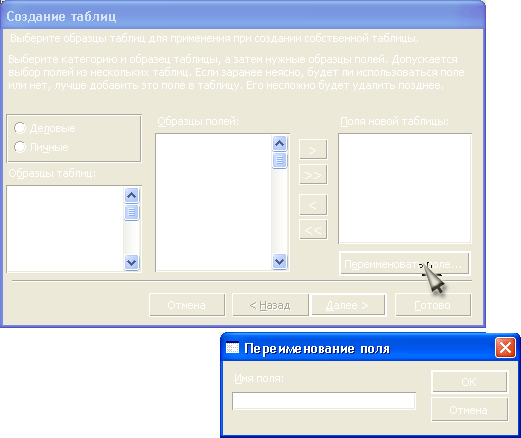 Создание таблиц
Выберите образцы таблиц для применения при создании собственной таблицы.
Выберите категорию и образец таблицы, а затем нужные образцы полей. Допускается
выбор полей из нескольких таблиц. Если заранее неясно, будет ли использоваться поле
или нет, лучше добавить это поле в таблицу. Его несложно будет удалить позднее.
Деловые
Личные
Образцы таблиц:
Образцы полей:
>
>>
<
<<
Поля новой таблицы:
Переименовать поле...
Отмена
< Назад
Далее >
Готово
Переименование поля
Имя поля:
OK
Отмена